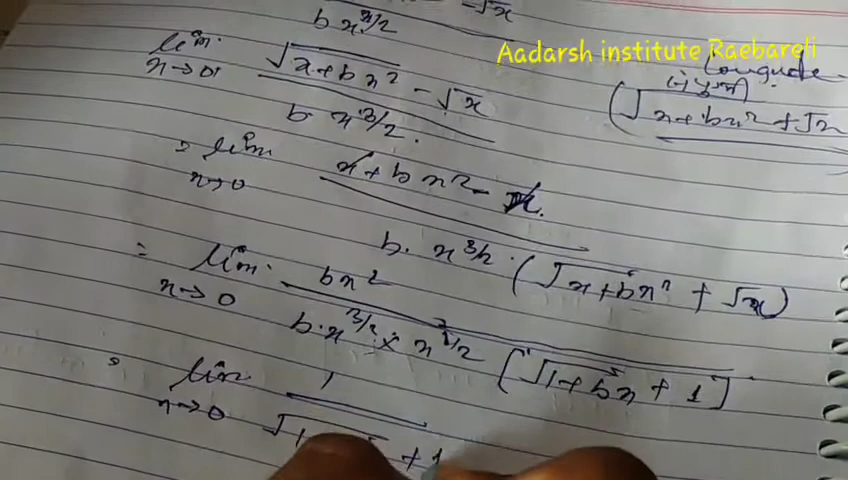 -√x
b x^3/2
Aadarsh institute Raebareli
lim x→0 √x+bx² - √x / b x^3/2
(√x+bx² + √x
= lim x→0 x + bx² - x / b. x^3/2 . (√x+bx² + √x)
= lim x→0 bx² / b.x^3/2 × x^1/2 [√1+bx + 1]
= lim x→0 1 / √1 + 1